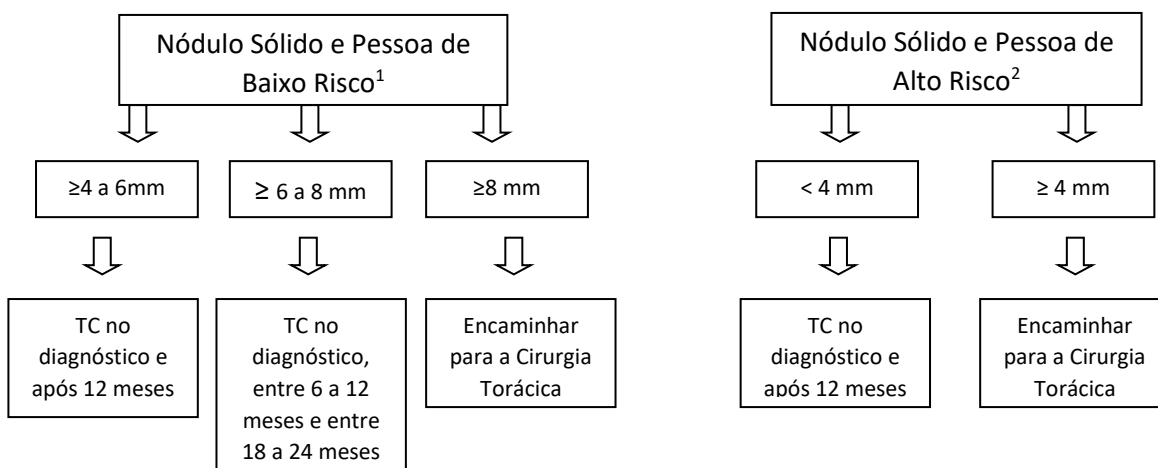 Nódulo Sólido e Pessoa de
Baixo Risco1
≥4 a 6mm
≥ 6 a 8 mm
≥8 mm
TC no
diagnóstico e
após 12 meses
TC no
diagnóstico,
entre 6 a 12
meses e entre
18 a 24 meses
Encaminhar
para a Cirurgia
Torácica
Nódulo Sólido e Pessoa de
Alto Risco2
< 4 mm
≥ 4 mm
TC no
diagnóstico e
após 12 meses
Encaminhar
para a Cirurgia
Torácica